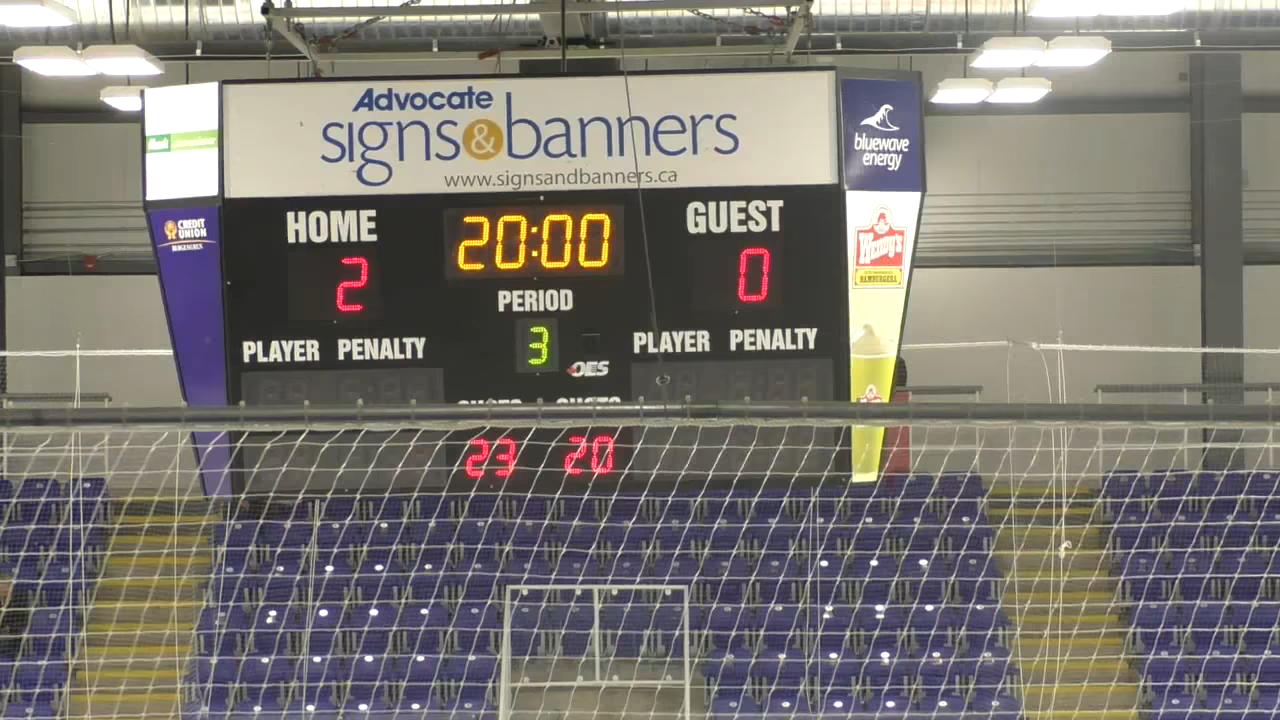 Advocate
signs & banners
www.signsandbanners.ca
bluewave
energy
CREDIT
UNION
HOME
20:00
GUEST
2
0
PERIOD
3
PLAYER PENALTY
PLAYER PENALTY
OES
23
20
Wendy's
HAMBURGERS